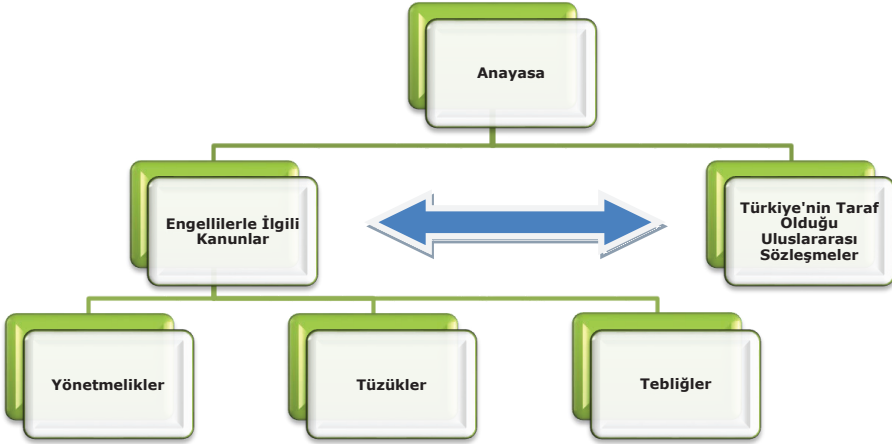 Anayasa
Engellilerle İlgili
Kanunlar
Türkiye'nin Taraf
Olduğu
Uluslararası
Sözleşmeler
Yönetmelikler
Tüzükler
Tebliğler